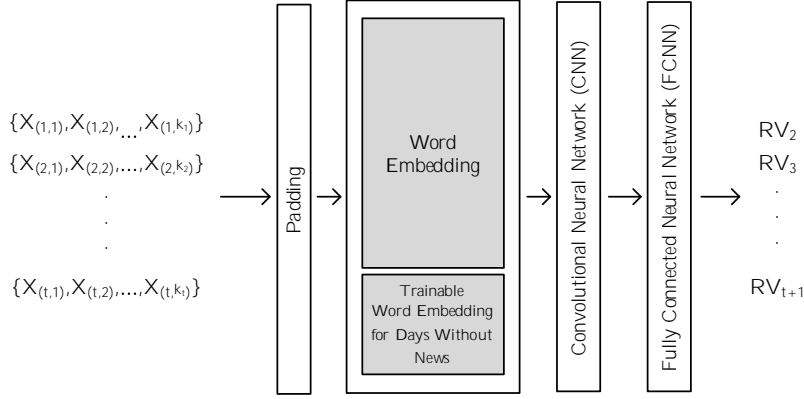 {X(1,1),X(1,2),...,X(1,k1)}
{X(2,1),X(2,2),...,X(2,k2)}
.
.
.
{X(t,1),X(t,2),...,X(t,kt)}
Padding
Word
Embedding
Trainable
Word Embedding
for Days Without
News
Convolutional Neural Network (CNN)
Fully Connected Neural Network (FCNN)
RV2
RV3
.
.
.
RVt+1